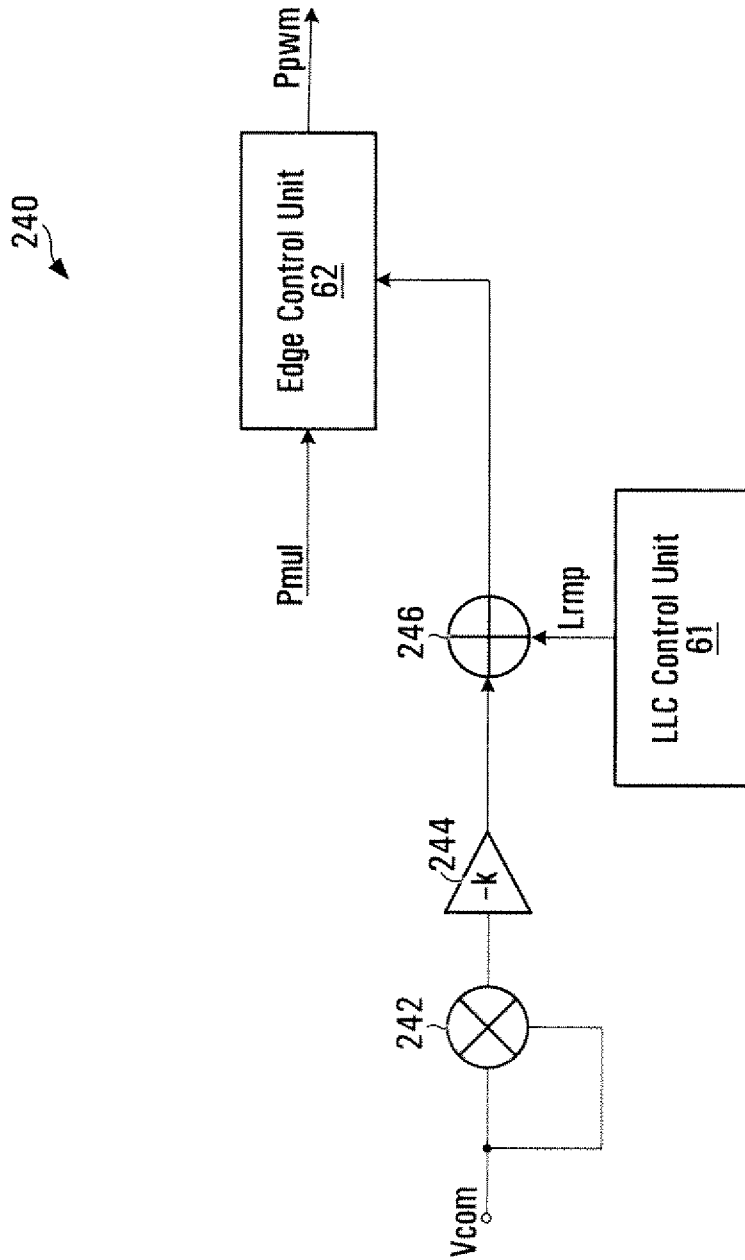 240
Edge Control Unit
62
Ppwm
Pmul
246
Lrmp
LLC Control Unit
61
244
-k
242
Vcom